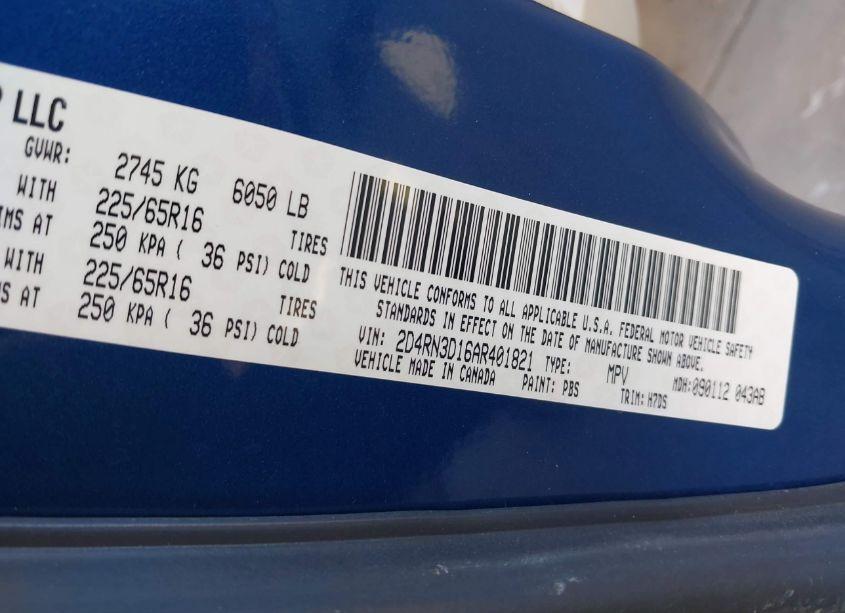 P LLC
GVWR: 2745 KG 6050 LB
WITH 225/65R16 TIRES
IMS AT 250 KPA ( 36 PSI) COLD
WITH 225/65R16 TIRES
IMS AT 250 KPA ( 36 PSI) COLD
THIS VEHICLE CONFORMS TO ALL APPLICABLE U.S.A. FEDERAL MOTOR VEHICLE SAFETY
STANDARDS IN EFFECT ON THE DATE OF MANUFACTURE SHOWN ABOVE.
VIN: 2D4RN3D16AR401821 TYPE: MPV MDH: 090112 043AB
VEHICLE MADE IN CANADA PAINT: PBS TRIM: H7DS